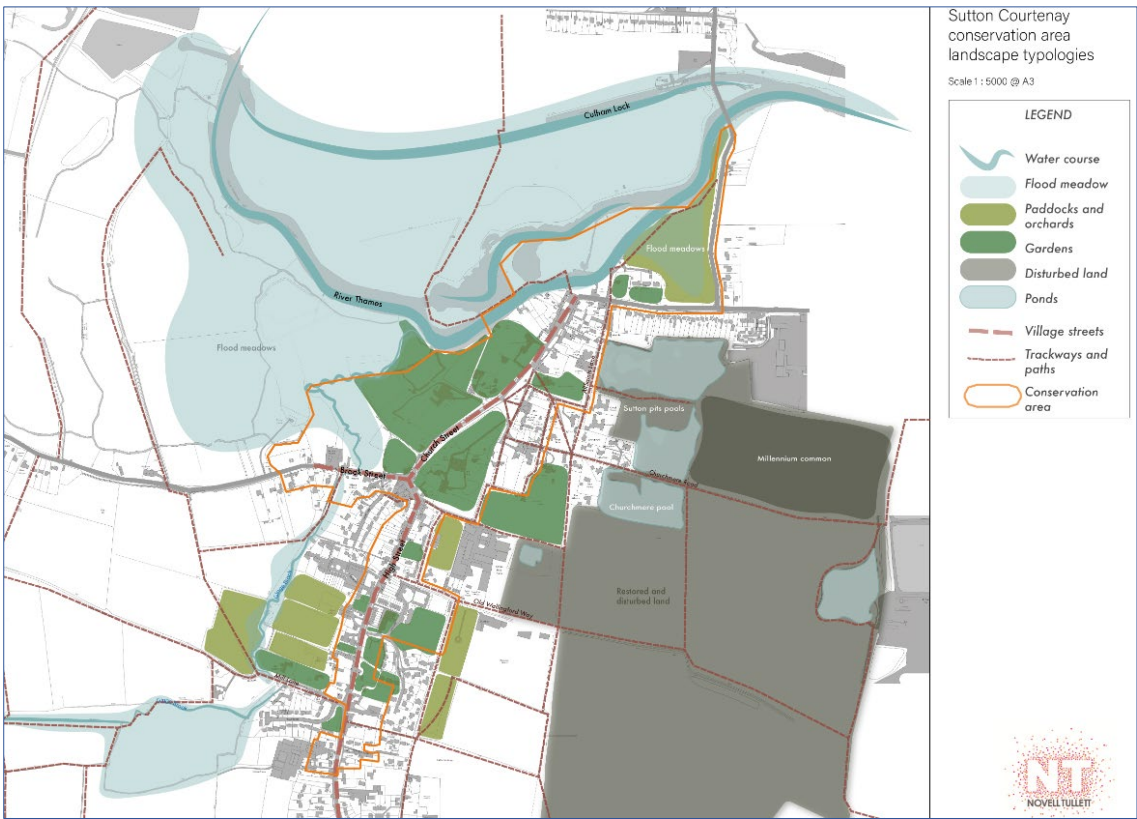 Sutton Courtenay
conservation area
landscape typologies
Scale 1 : 5000 @ A3
LEGEND
Water course
Flood meadow
Paddocks and
orchards
Gardens
Disturbed land
Ponds
Village streets
Trackways and
paths
Conservation
area
Culham Lock
Flood meadows
River Thames
Flood meadows
Church Street
Sutton pits pools
Brook Street
Millennium common
Churchmere Road
Churchmere pool
High Street
Restored and
disturbed land
Old Wallingford Way
NT
NOVELL TULLETT